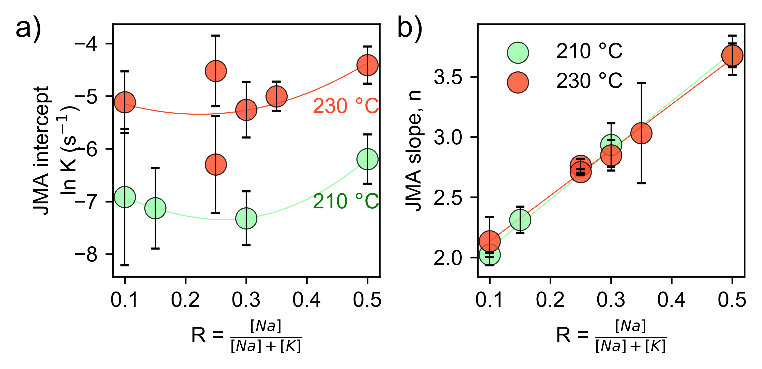 a)
JMA intercept
ln K (s⁻¹)
−4
−5
−6
−7
−8
230 °C
210 °C
0.1 0.2 0.3 0.4 0.5
R = [Na] / [Na]+[K]
b)
JMA slope, n
3.5
3.0
2.5
2.0
210 °C
230 °C
0.1 0.2 0.3 0.4 0.5
R = [Na] / [Na]+[K]